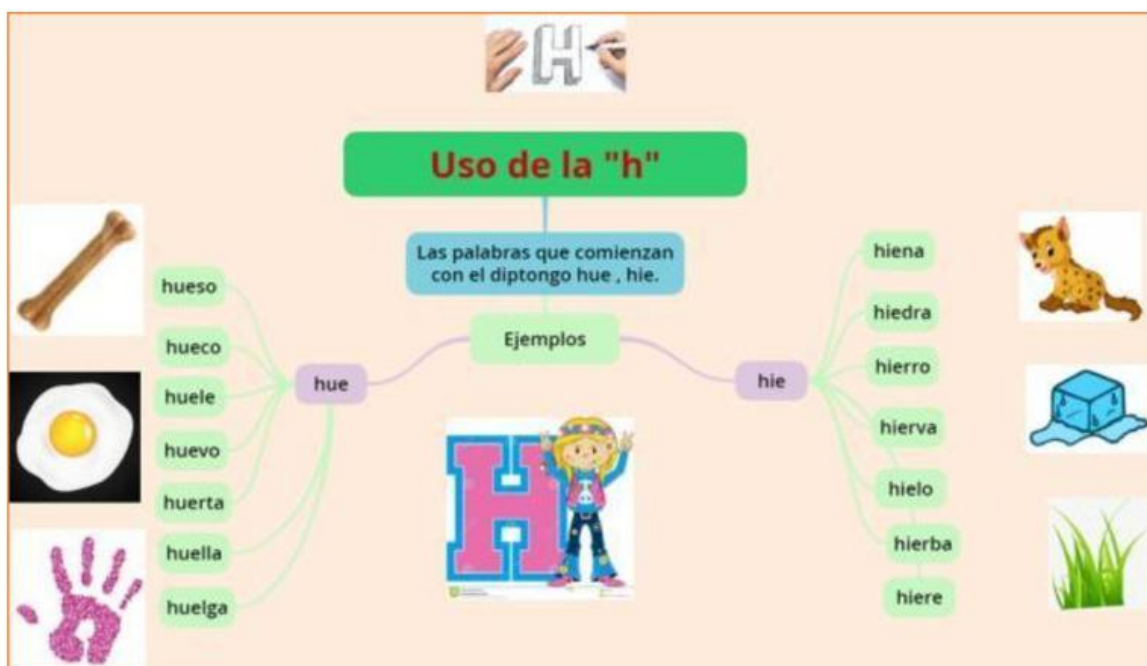 Uso de la "h"
Las palabras que comienzan
con el diptongo hue , hie.
Ejemplos
hue
hueso
hueco
huele
huevo
huerta
huella
huelga
hie
hiena
hiedra
hierro
hierva
hielo
hierba
hiere
H
H